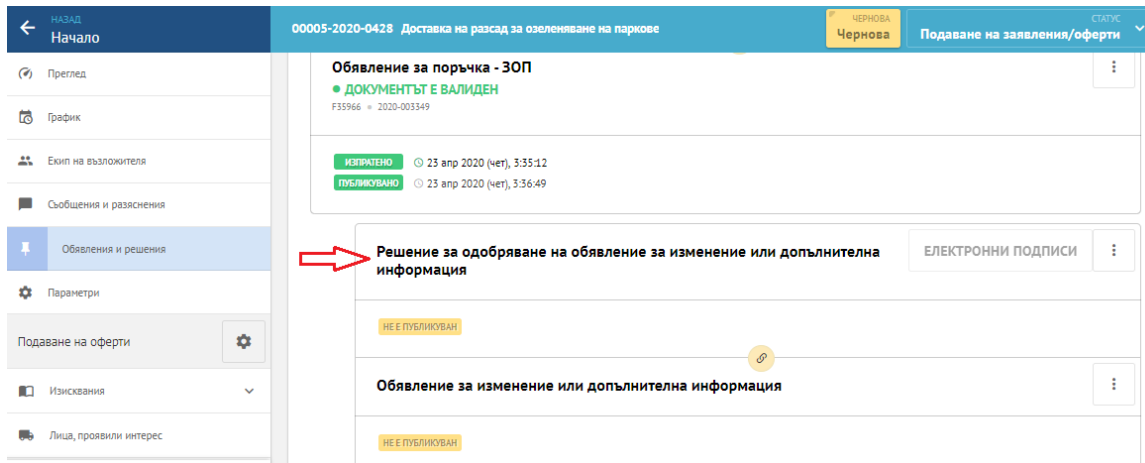 НАЗАД
Начало
00005-2020-0428 Доставка на разсад за озеленяване на паркове
ЧЕРНОВА
Чернова
СТАТУС
Подаване на заявления/оферти
Преглед
График
Екип на възложителя
Съобщения и разяснения
Обявления и решения
Параметри
Подаване на оферти
Изисквания
Лица, проявили интерес
Обявление за поръчка - ЗОП
ДОКУМЕНТЪТ Е ВАЛИДЕН
F35966 2020-003349
ИЗПРАТЕНО 23 апр 2020 (чет), 3:35:12
ПУБЛИКУВАНО 23 апр 2020 (чет), 3:36:49
Решение за одобряване на обявление за изменение или допълнителна
информация
ЕЛЕКТРОННИ ПОДПИСИ
НЕ Е ПУБЛИКУВАН
Обявление за изменение или допълнителна информация
НЕ Е ПУБЛИКУВАН